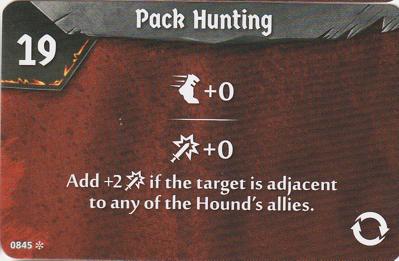 Pack Hunting
19
+0
+0
Add +2 if the target is adjacent
to any of the Hound's allies.
0845